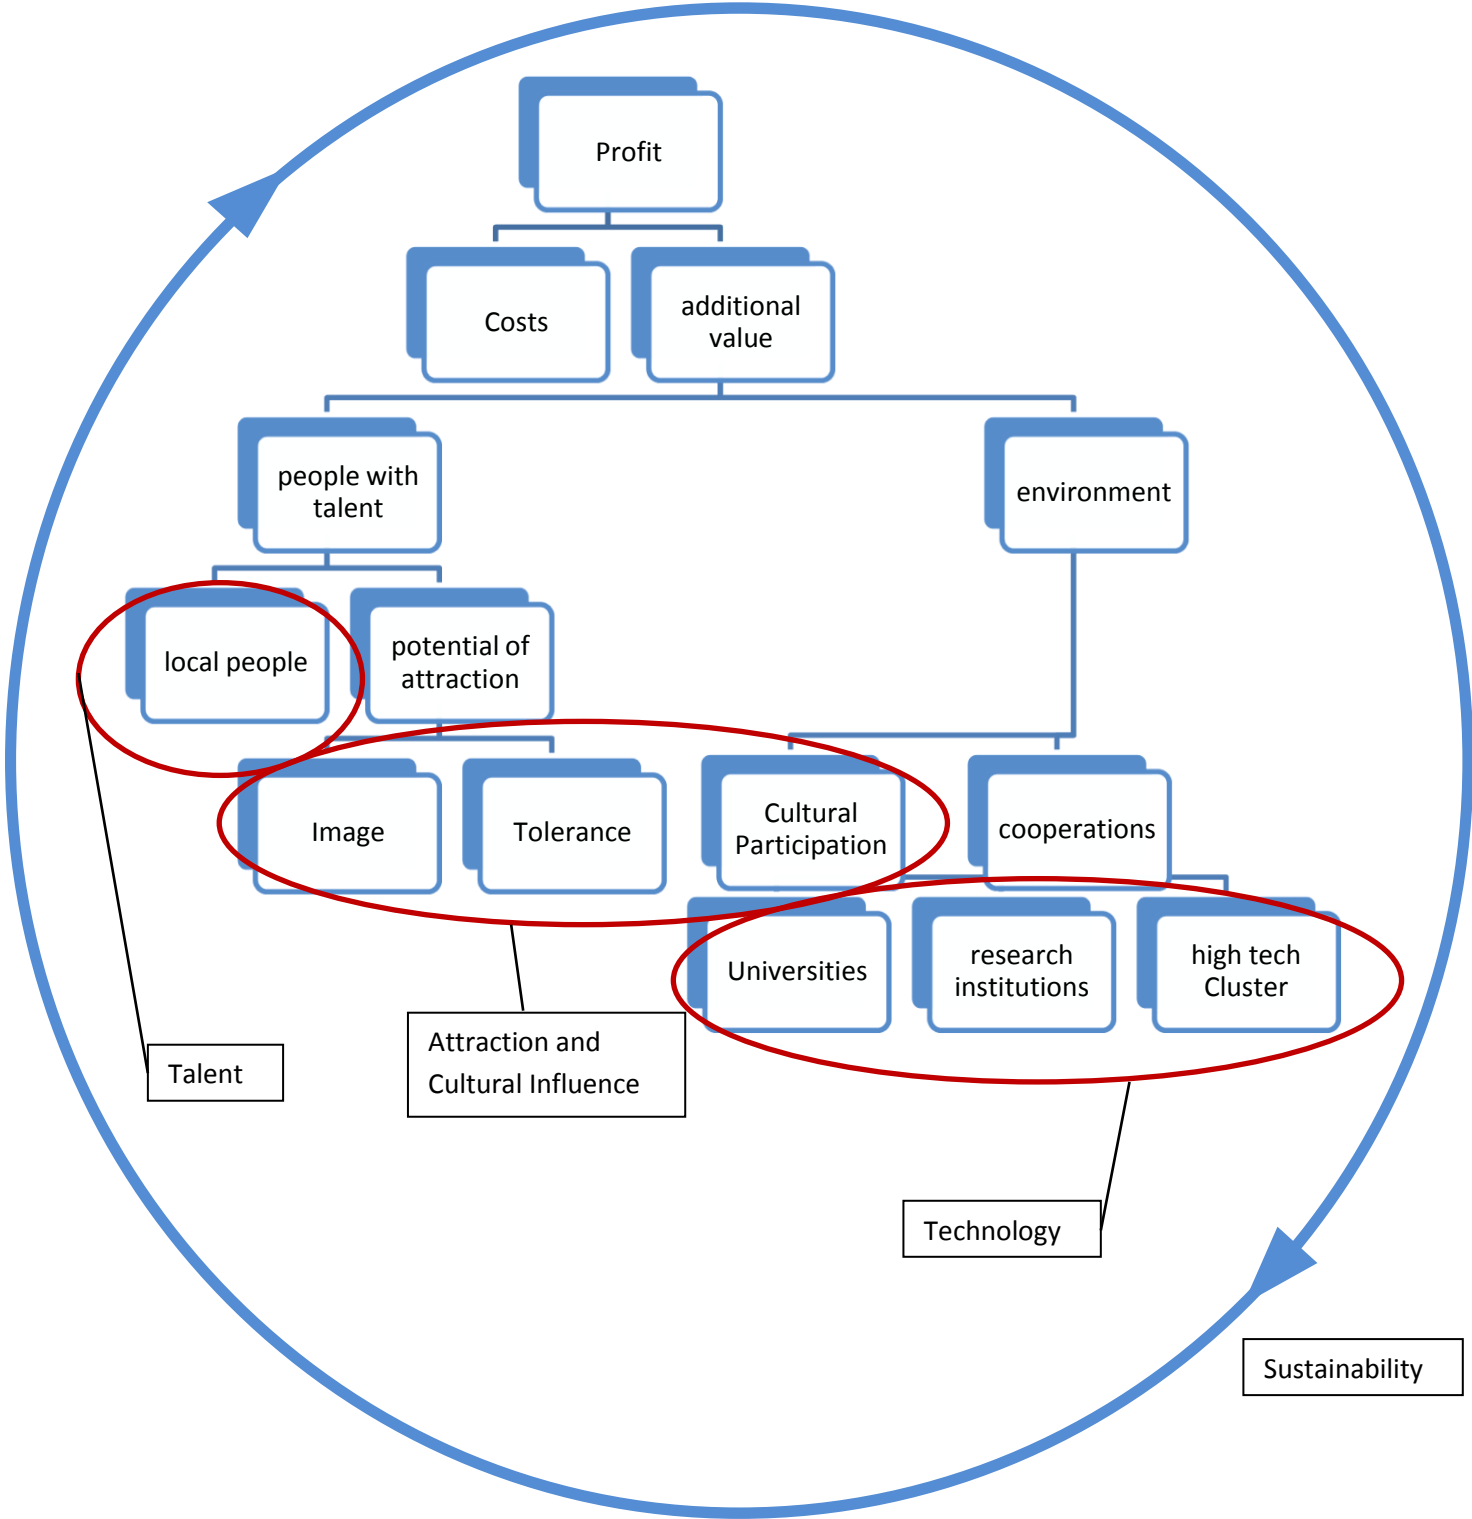 Profit
Costs
additional
value
people with
talent
environment
local people
potential of
attraction
Image
Tolerance
Cultural
Participation
cooperations
Universities
research
institutions
high tech
Cluster
Talent
Attraction and
Cultural Influence
Technology
Sustainability